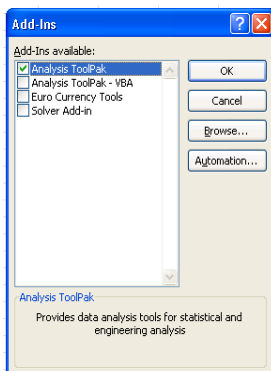 Add-Ins
Add-Ins available:
Analysis ToolPak
Analysis ToolPak - VBA
Euro Currency Tools
Solver Add-in
OK
Cancel
Browse...
Automation...
Analysis ToolPak
Provides data analysis tools for statistical and
engineering analysis